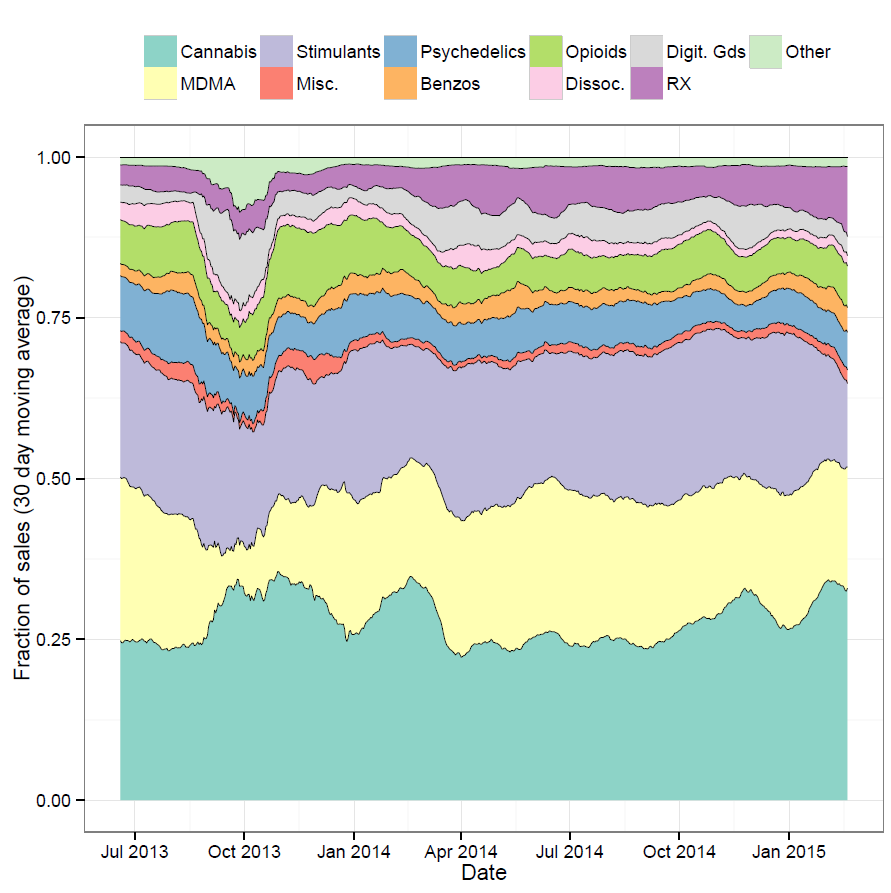 Cannabis Stimulants Psychedelics Opioids Digit. Gds Other
MDMA Misc. Benzos Dissoc. RX
1.00
0.75
0.50
0.25
0.00
Fraction of sales (30 day moving average)
Jul 2013 Oct 2013 Jan 2014 Apr 2014 Jul 2014 Oct 2014 Jan 2015
Date